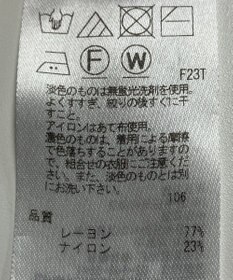 F
W
F23T
淡色のものは無蛍光洗剤を使用。
よくすすぎ、絞りの後すぐに干
すこと。
アイロンはあて布使用。
濃色のものは、着用による摩擦
で色落ちすることがありますの
で、組合せの衣服にご注意くだ
さい。また、淡色のものとは別
にお洗い下さい。
106
品質
レーヨン 77%
ナイロン 23%